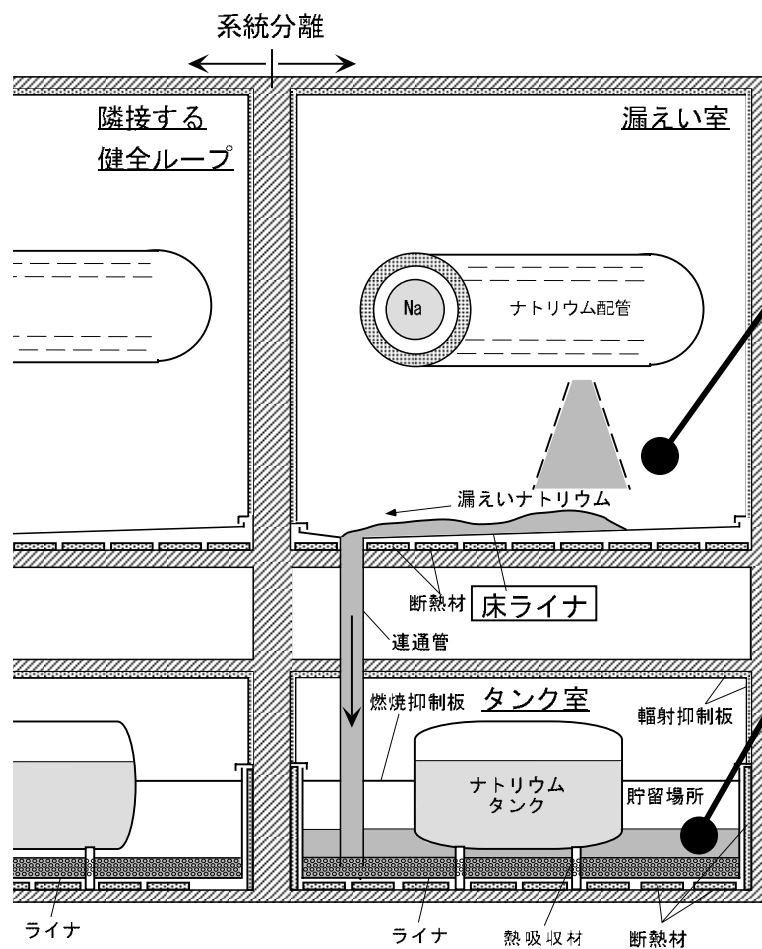 系統分離
隣接する
健全ループ
漏えい室
Na
ナトリウム配管
漏えいナトリウム
断熱材
床ライナ
連通管
燃焼抑制板
タンク室
輻射抑制板
ナトリウム
タンク
貯留場所
ライナ
ライナ
熱吸収材
断熱材